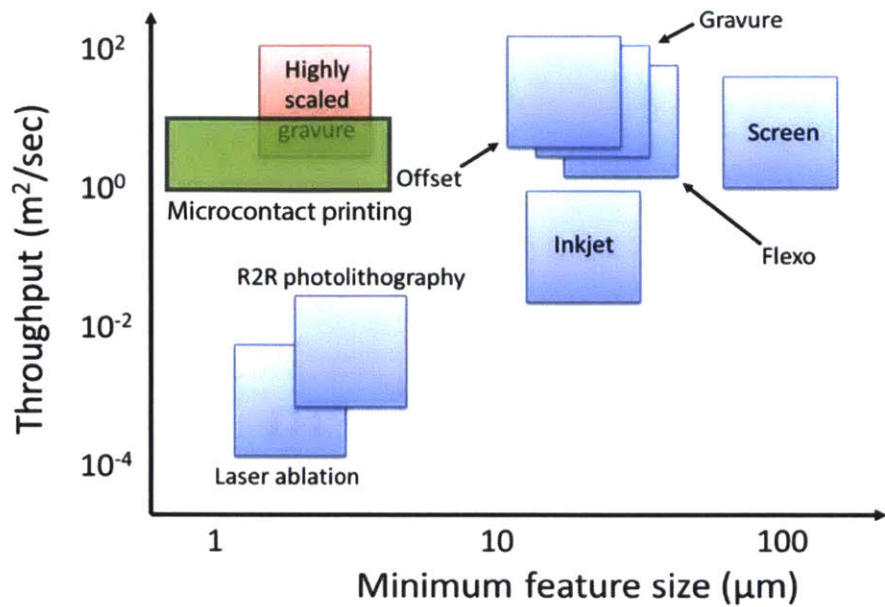 Throughput (m²/sec)
10²
10⁰
10⁻²
10⁻⁴
Highly
scaled
gravure
Microcontact printing
Offset
Gravure
Flexo
Screen
Inkjet
R2R photolithography
Laser ablation
1
10
100
Minimum feature size (μm)